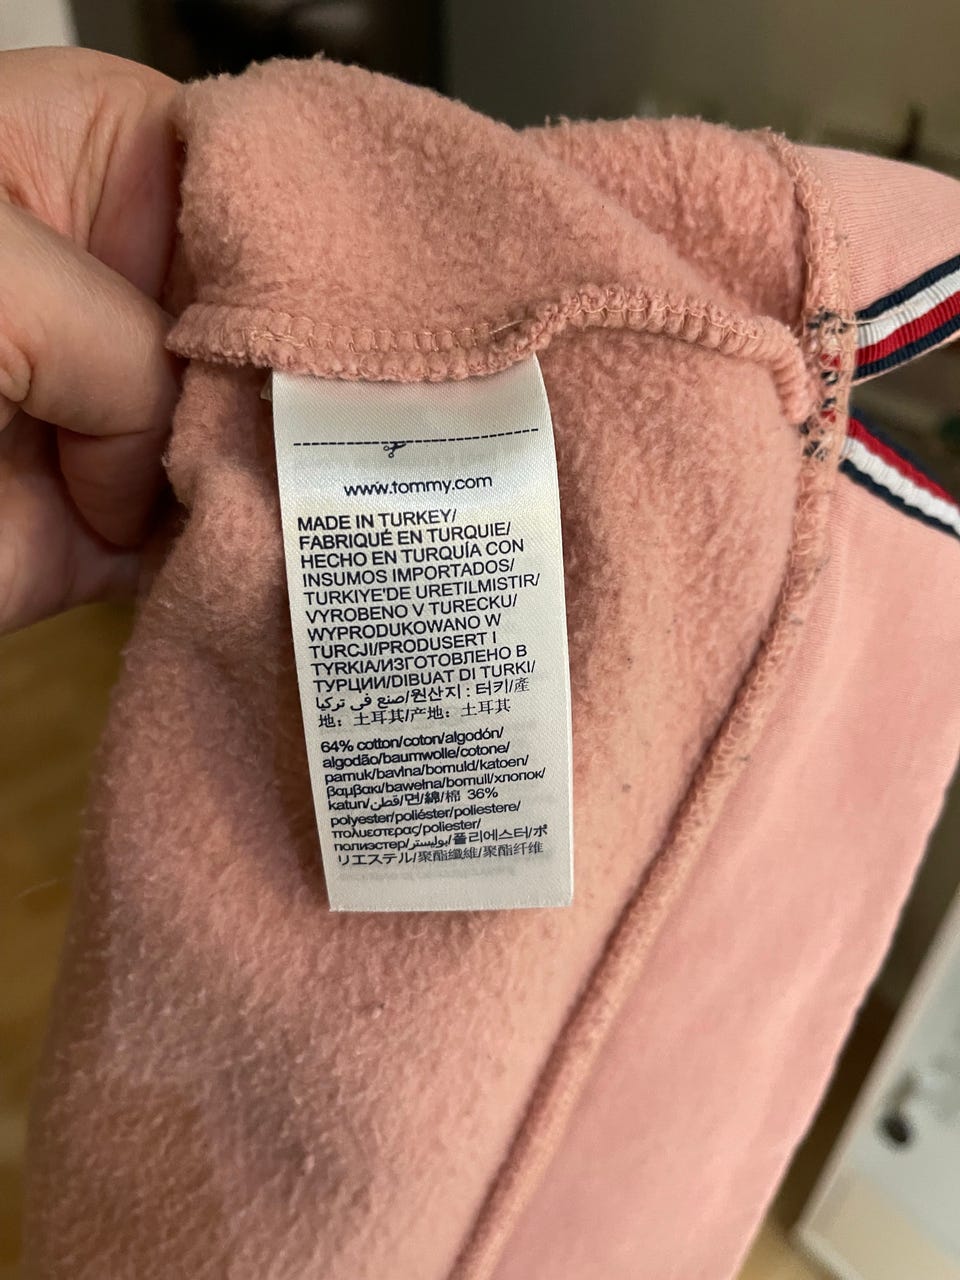 www.tommy.com
MADE IN TURKEY/
FABRIQUÉ EN TURQUIE/
HECHO EN TURQUÍA CON
INSUMOS IMPORTADOS/
TURKIYE'DE URETILMISTIR/
VYROBENO V TURECKU/
WYPRODUKOWANO W
TURCJI/PRODUSERT I
TYRKIA/ИЗГОТОВЛЕНО В
ТУРЦИИ/DIBUAT DI TURKI/
صنع في تركيا/원산지 : 터키/產
地：土耳其/产地：土耳其
64% cotton/coton/algodón/
algodão/baumwolle/cotone/
pamuk/bavlna/bomuld/katoen/
βαμβακι/bawełna/bomull/хлопок/
katun/قطن/면/綿/棉 36%
polyester/poliéster/poliestere/
πολυεστερας/poliester/
полиэстер/بوليستر/폴리에스터/ポ
リエステル/聚酯纖維/聚酯纤维